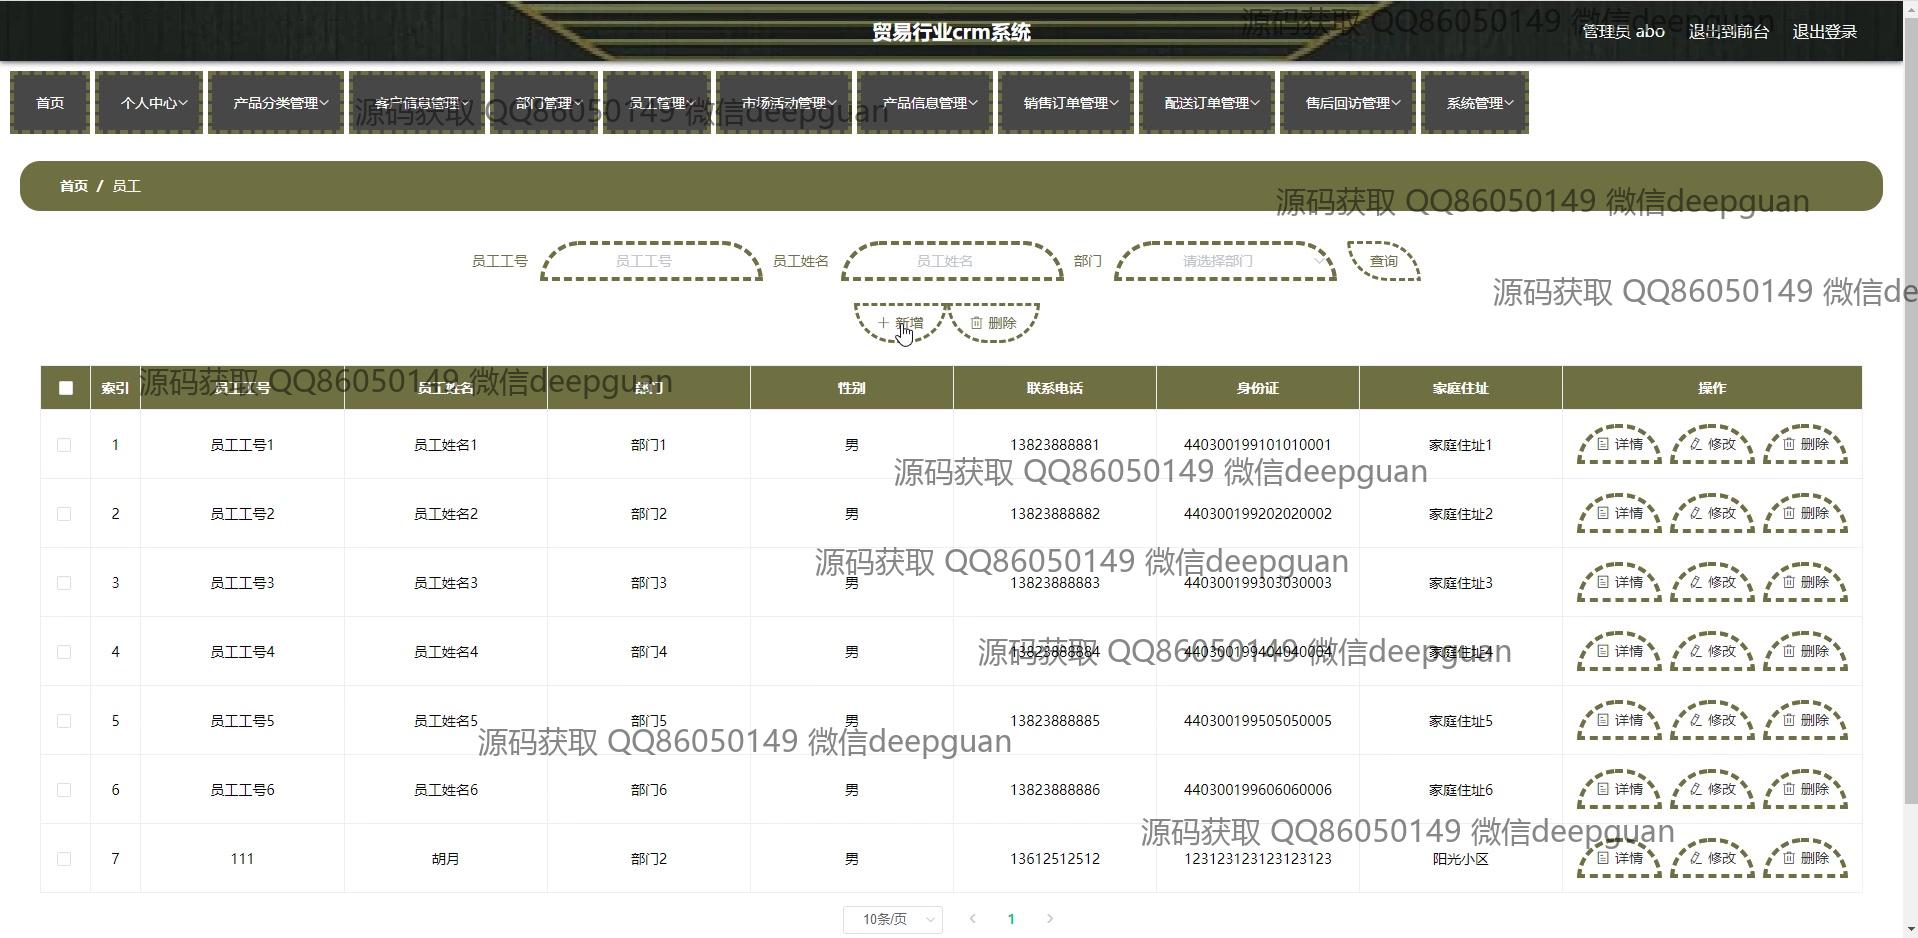 贸易行业crm系统
源码获取 QQ86050149 微信deepguan
管理员 abo 退出到前台 退出登录
首页 个人中心 产品分类管理 客户信息管理 部门管理 员工管理 市场活动管理 产品信息管理 销售订单管理 配送订单管理 售后回访管理 系统管理
源码获取 QQ86050149 微信deepguan
首页 / 员工
源码获取 QQ86050149 微信deepguan
员工工号 员工工号 员工姓名 员工姓名 部门 请选择部门 查询
源码获取 QQ86050149 微信de
新增 删除
索引 员工工号 员工姓名 部门 性别 联系电话 身份证 家庭住址 操作
源码获取 QQ86050149 微信deepguan
1 员工工号1 员工姓名1 部门1 男 13823888881 440300199101010001 家庭住址1 详情 修改 删除
源码获取 QQ86050149 微信deepguan
2 员工工号2 员工姓名2 部门2 男 13823888882 440300199202020002 家庭住址2 详情 修改 删除
源码获取 QQ86050149 微信deepguan
3 员工工号3 员工姓名3 部门3 男 13823888883 440300199303030003 家庭住址3 详情 修改 删除
4 员工工号4 员工姓名4 部门4 男 13823888884 440300199404040004 家庭住址4 详情 修改 删除
源码获取 QQ86050149 微信deepguan
5 员工工号5 员工姓名5 部门5 男 13823888885 440300199505050005 家庭住址5 详情 修改 删除
源码获取 QQ86050149 微信deepguan
6 员工工号6 员工姓名6 部门6 男 13823888886 440300199606060006 家庭住址6 详情 修改 删除
源码获取 QQ86050149 微信deepguan
7 111 胡月 部门2 男 13612512512 123123123123123123 阳光小区 详情 修改 删除
10条/页 1